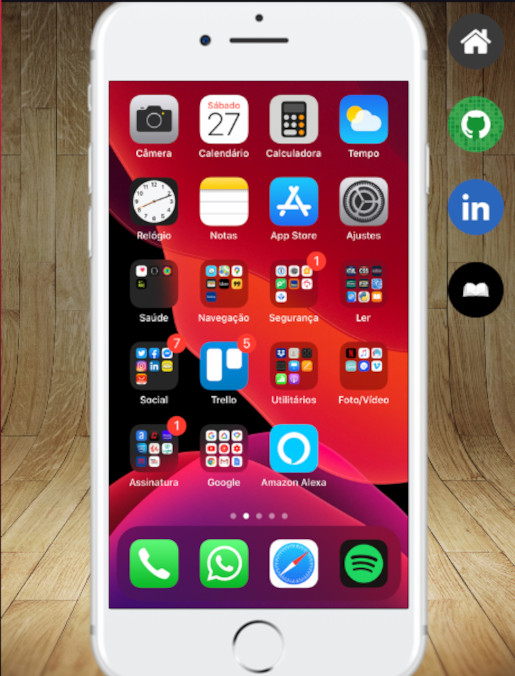 Sábado
27
Câmera
Calendário
Calculadora
Tempo
Relógio
Notas
App Store
Ajustes
1
Saúde
Navegação
Segurança
Ler
7
5
Social
Trello
Utilitários
Foto/Vídeo
1
Assinatura
Google
Amazon Alexa
in